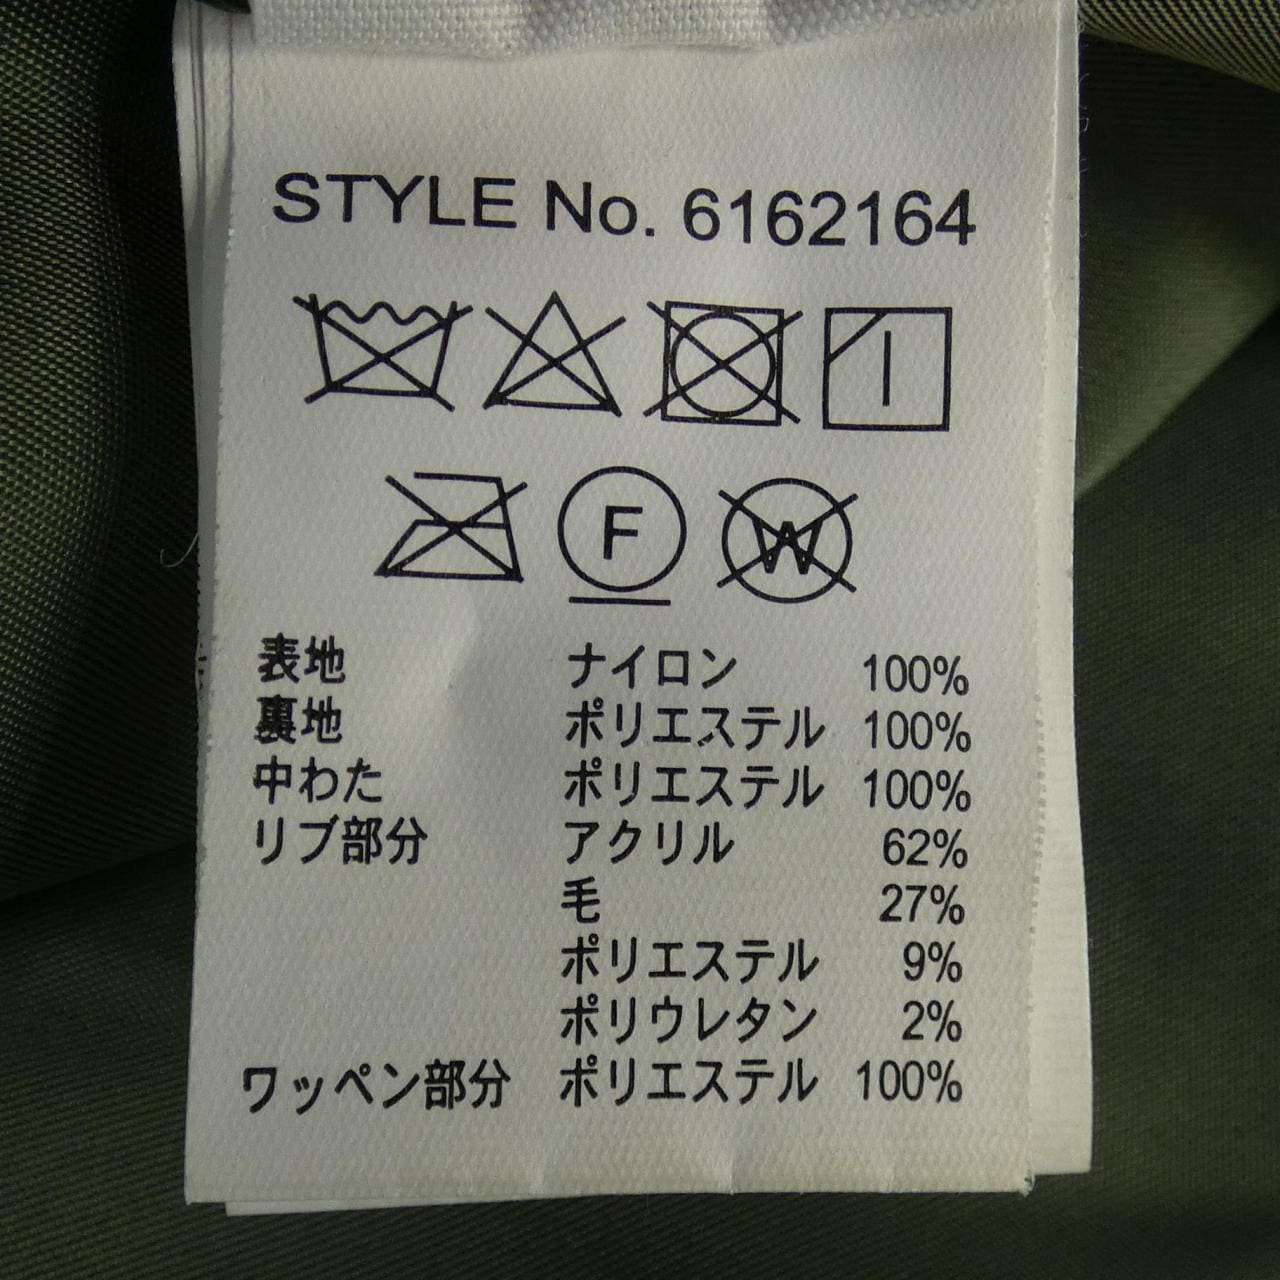 STYLE No. 6162164
F
W
表地 ナイロン 100%
裏地 ポリエステル 100%
中わた ポリエステル 100%
リブ部分 アクリル 62%
毛 27%
ポリエステル 9%
ポリウレタン 2%
ワッペン部分 ポリエステル 100%